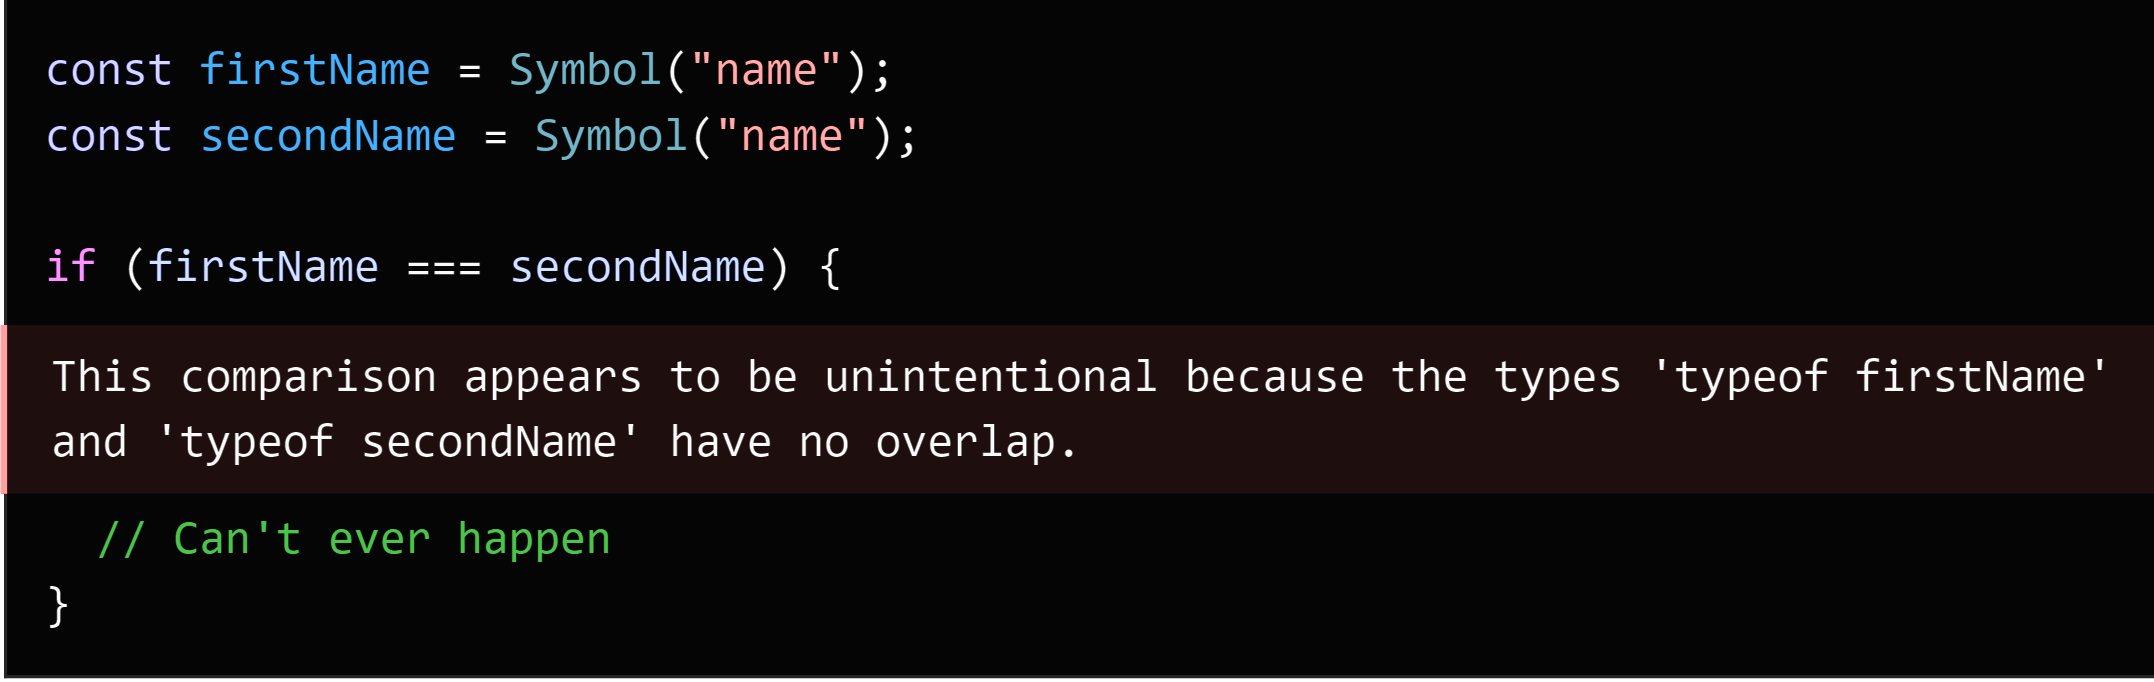 const firstName = Symbol("name");
const secondName = Symbol("name");
if (firstName === secondName) {
This comparison appears to be unintentional because the types 'typeof firstName'
and 'typeof secondName' have no overlap.
// Can't ever happen
}